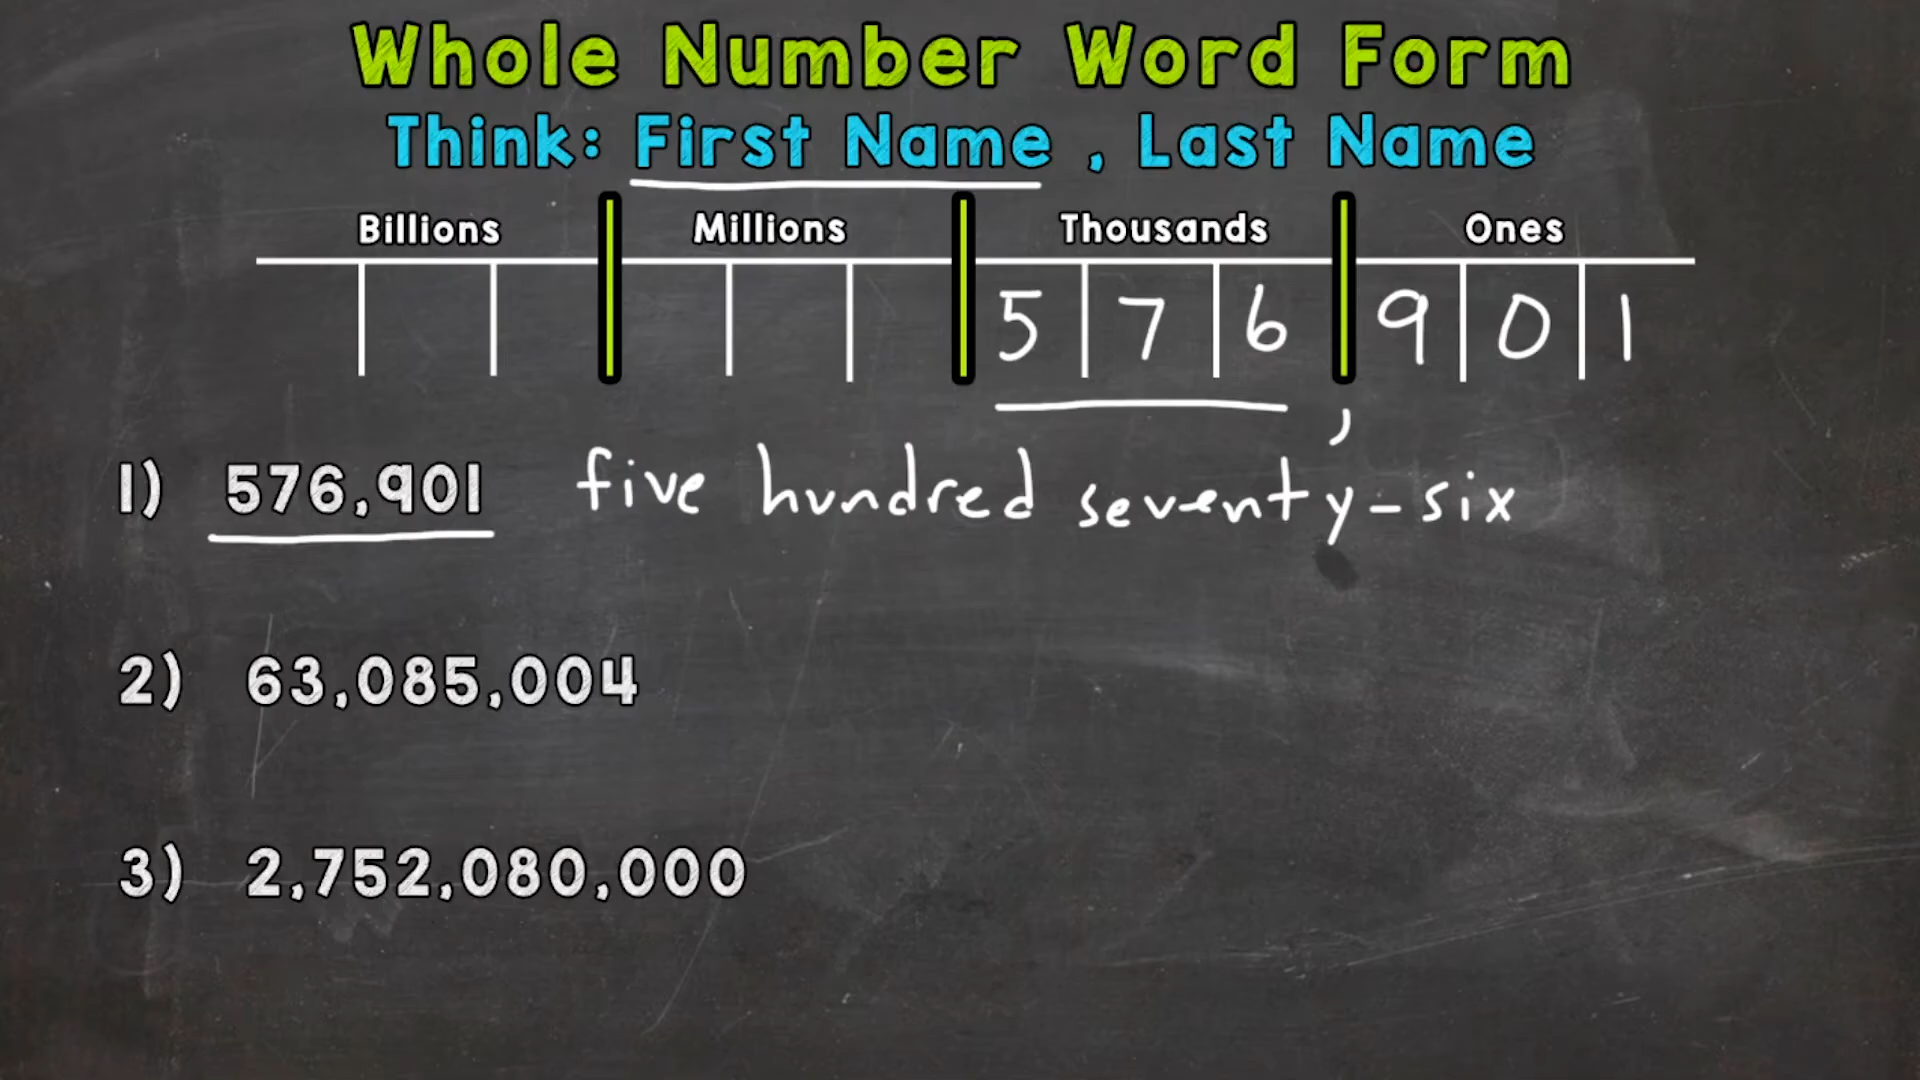 Whole Number Word Form
Think: First Name , Last Name
Billions Millions Thousands Ones
5 7 6 9 0 1
,
1) 576,901 five hundred seventy-six
2) 63,085,004
3) 2,752,080,000